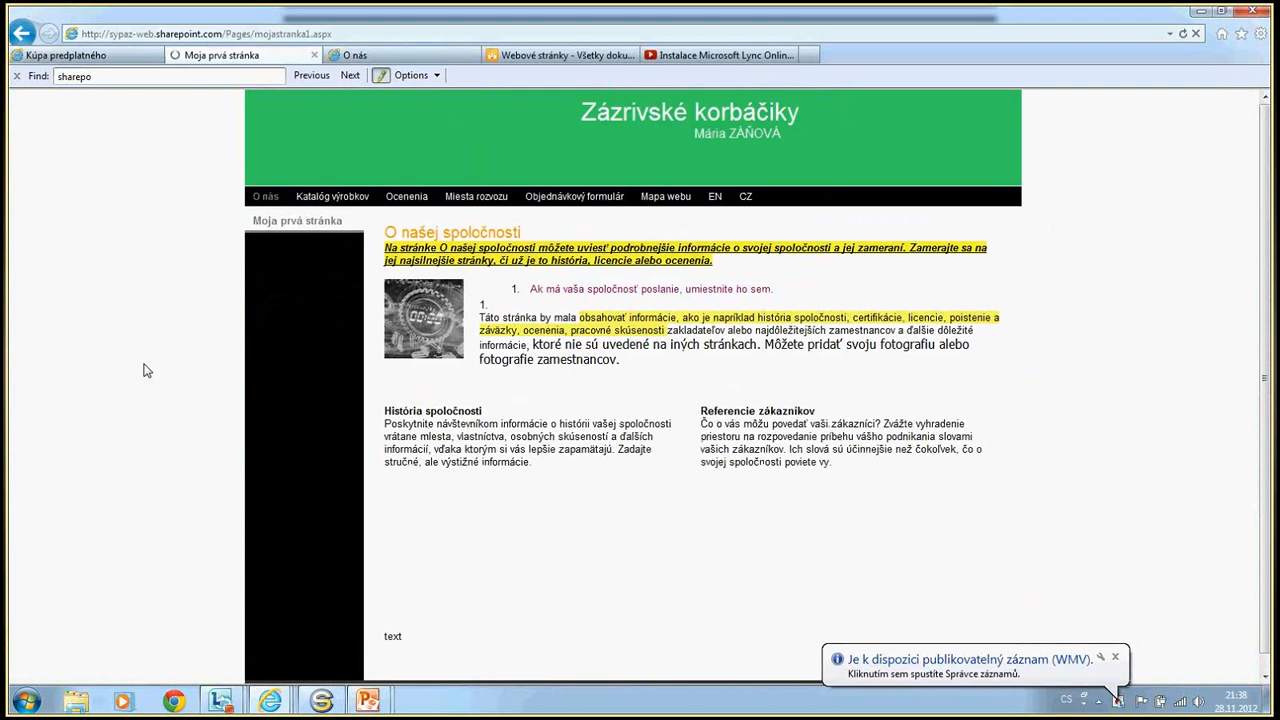 http://sypaz-web.sharepoint.com/Pages/mojastranka1.aspx
Kúpa predplatného
Moja prvá stránka
O nás
Webové stránky - Všetky doku...
Instalace Microsoft Lync Onlin...
Find: sharepo
Previous
Next
Options
Zázrivské korbáčiky
Mária ZÁŇOVÁ
O nás
Katalóg výrobkov
Ocenenia
Miesta rozvozu
Objednávkový formulár
Mapa webu
EN
CZ
Moja prvá stránka
O našej spoločnosti
Na stránke O našej spoločnosti môžete uviesť podrobnejšie informácie o svojej spoločnosti a jej zameraní. Zamerajte sa na
jej najsilnejšie stránky, či už je to história, licencie alebo ocenenia.
1. Ak má vaša spoločnosť poslanie, umiestnite ho sem.
1.
Táto stránka by mala obsahovať informácie, ako je napríklad história spoločnosti, certifikácie, licencie, poistenie a
záväzky, ocenenia, pracovné skúsenosti zakladateľov alebo najdôležitejších zamestnancov a ďalšie dôležité
informácie, ktoré nie sú uvedené na iných stránkach. Môžete pridať svoju fotografiu alebo
fotografie zamestnancov.
História spoločnosti
Poskytnite návštevníkom informácie o histórii vašej spoločnosti
vrátane miesta, vlastníctva, osobných skúseností a ďalších
informácií, vďaka ktorým si vás lepšie zapamätajú. Zadajte
stručné, ale výstižné informácie.
Referencie zákazníkov
Čo o vás môžu povedať vaši zákazníci? Zvážte vyhradenie
priestoru na rozpovedanie príbehu vášho podnikania slovami
vašich zákazníkov. Ich slová sú účinnejšie než čokoľvek, čo o
svojej spoločnosti poviete vy.
text
Je k dispozici publikovatelný záznam (WMV).
Kliknutím sem spustíte Správce záznamů.
CS
21:38
28.11.2012